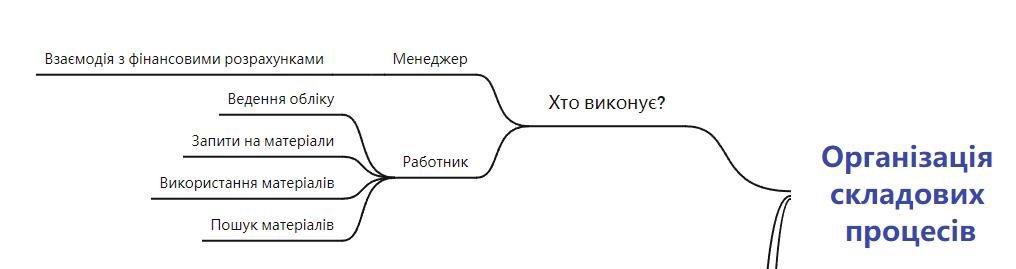 Взаємодія з фінансовими розрахунками
Менеджер
Ведення обліку
Хто виконує?
Запити на матеріали
Работник
Використання матеріалів
Пошук матеріалів
Організація
складових
процесів